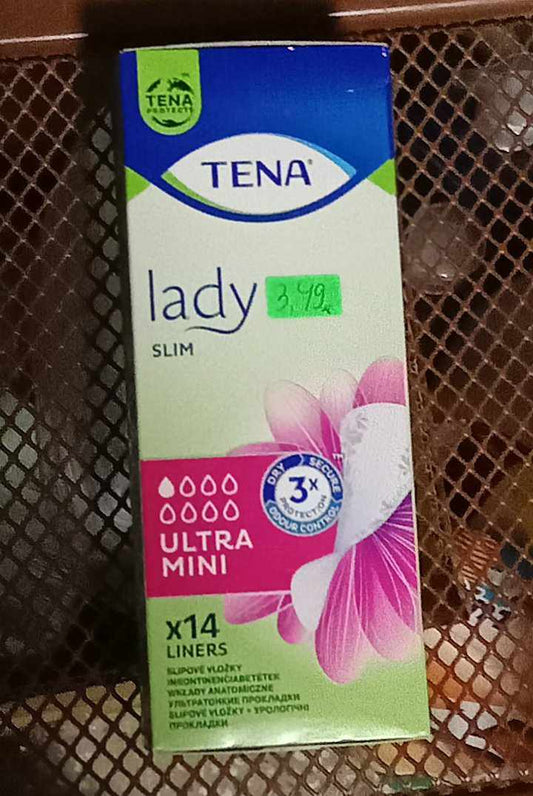 TENA
PROTECTS
TENA
lady
3,49
SLIM
DRY
SECURE
3x
PROTECTION
ODOUR CONTROL
ULTRA
MINI
x14
LINERS
SLIPOVÉ VLOŽKY
INKONTINENCIABETÉTEK
WKŁADY ANATOMICZNE
УЛЬТРАТОНКИЕ ПРОКЛАДКИ
SLIPOVÉ VLOŽKY • УРОЛОГІЧНІ
ПРОКЛАДКИ